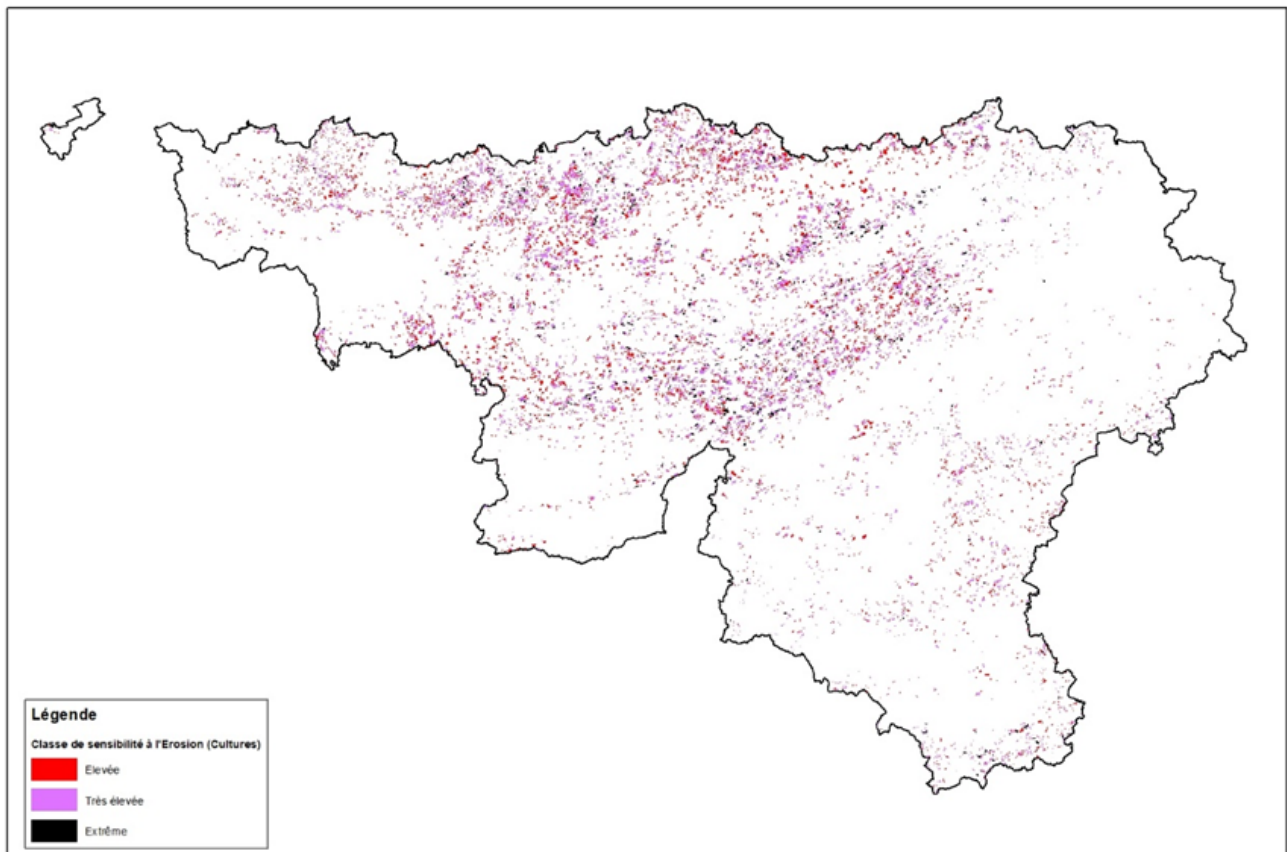 Légende
Classe de sensibilité à l'Erosion (Cultures)
Elevée
Très élevée
Extrême